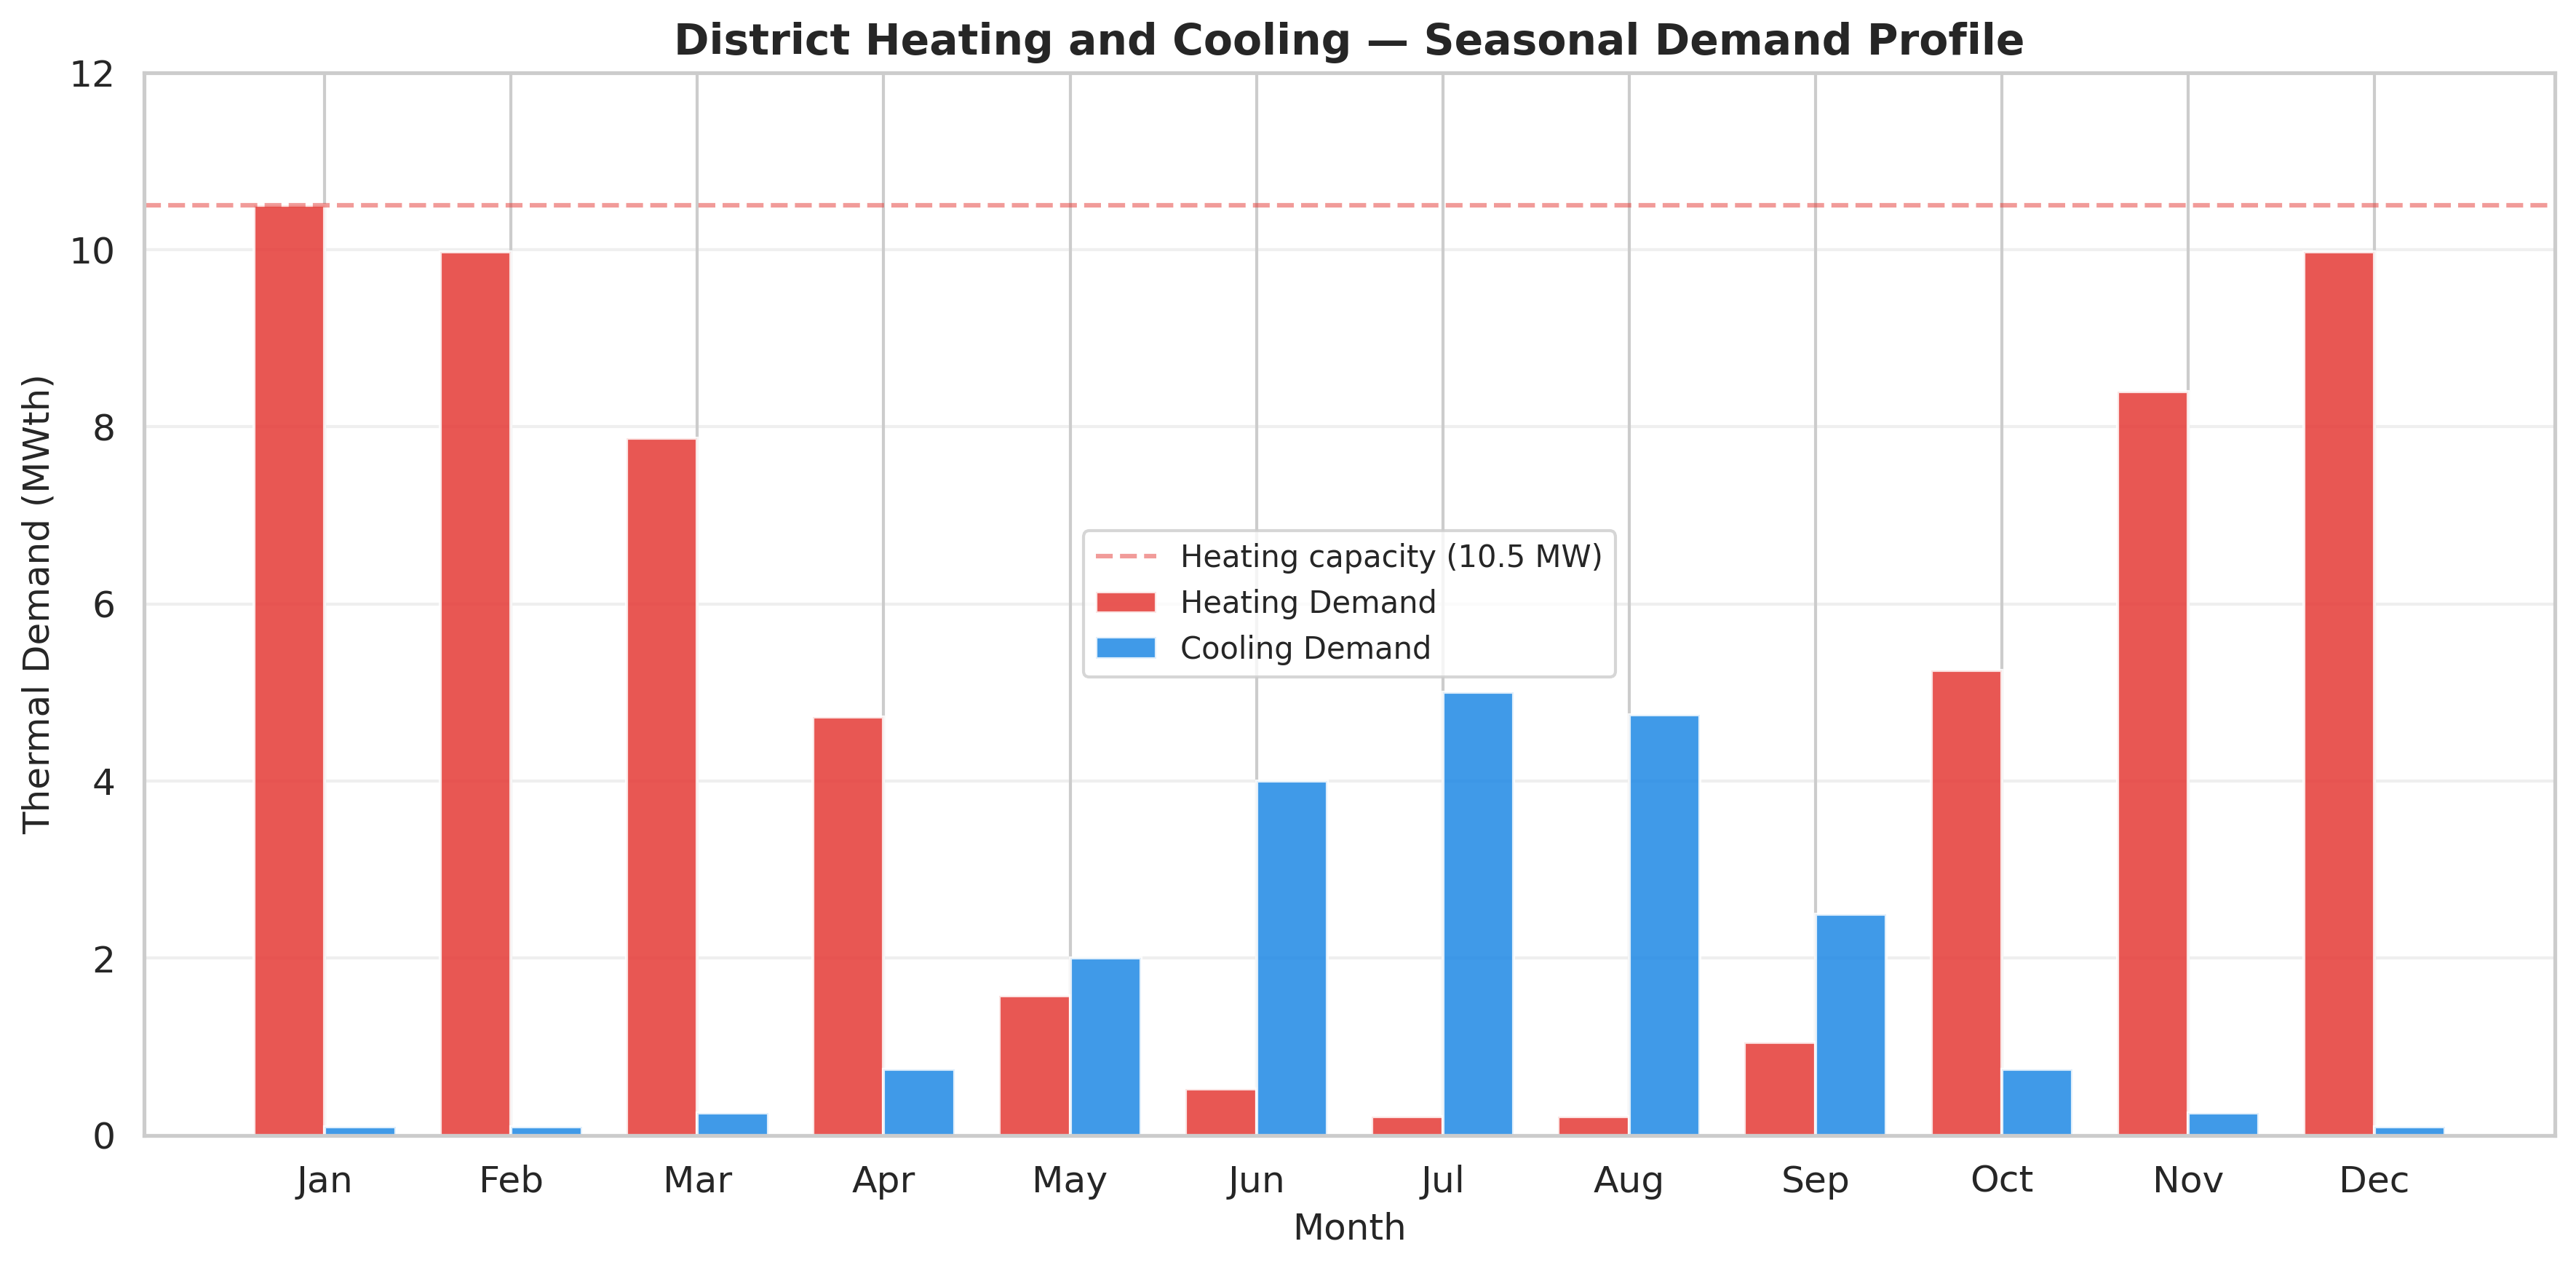 District Heating and Cooling — Seasonal Demand Profile
Thermal Demand (MWth)
12
10
8
6
4
2
0
Heating capacity (10.5 MW)
Heating Demand
Cooling Demand
Jan Feb Mar Apr May Jun Jul Aug Sep Oct Nov Dec
Month